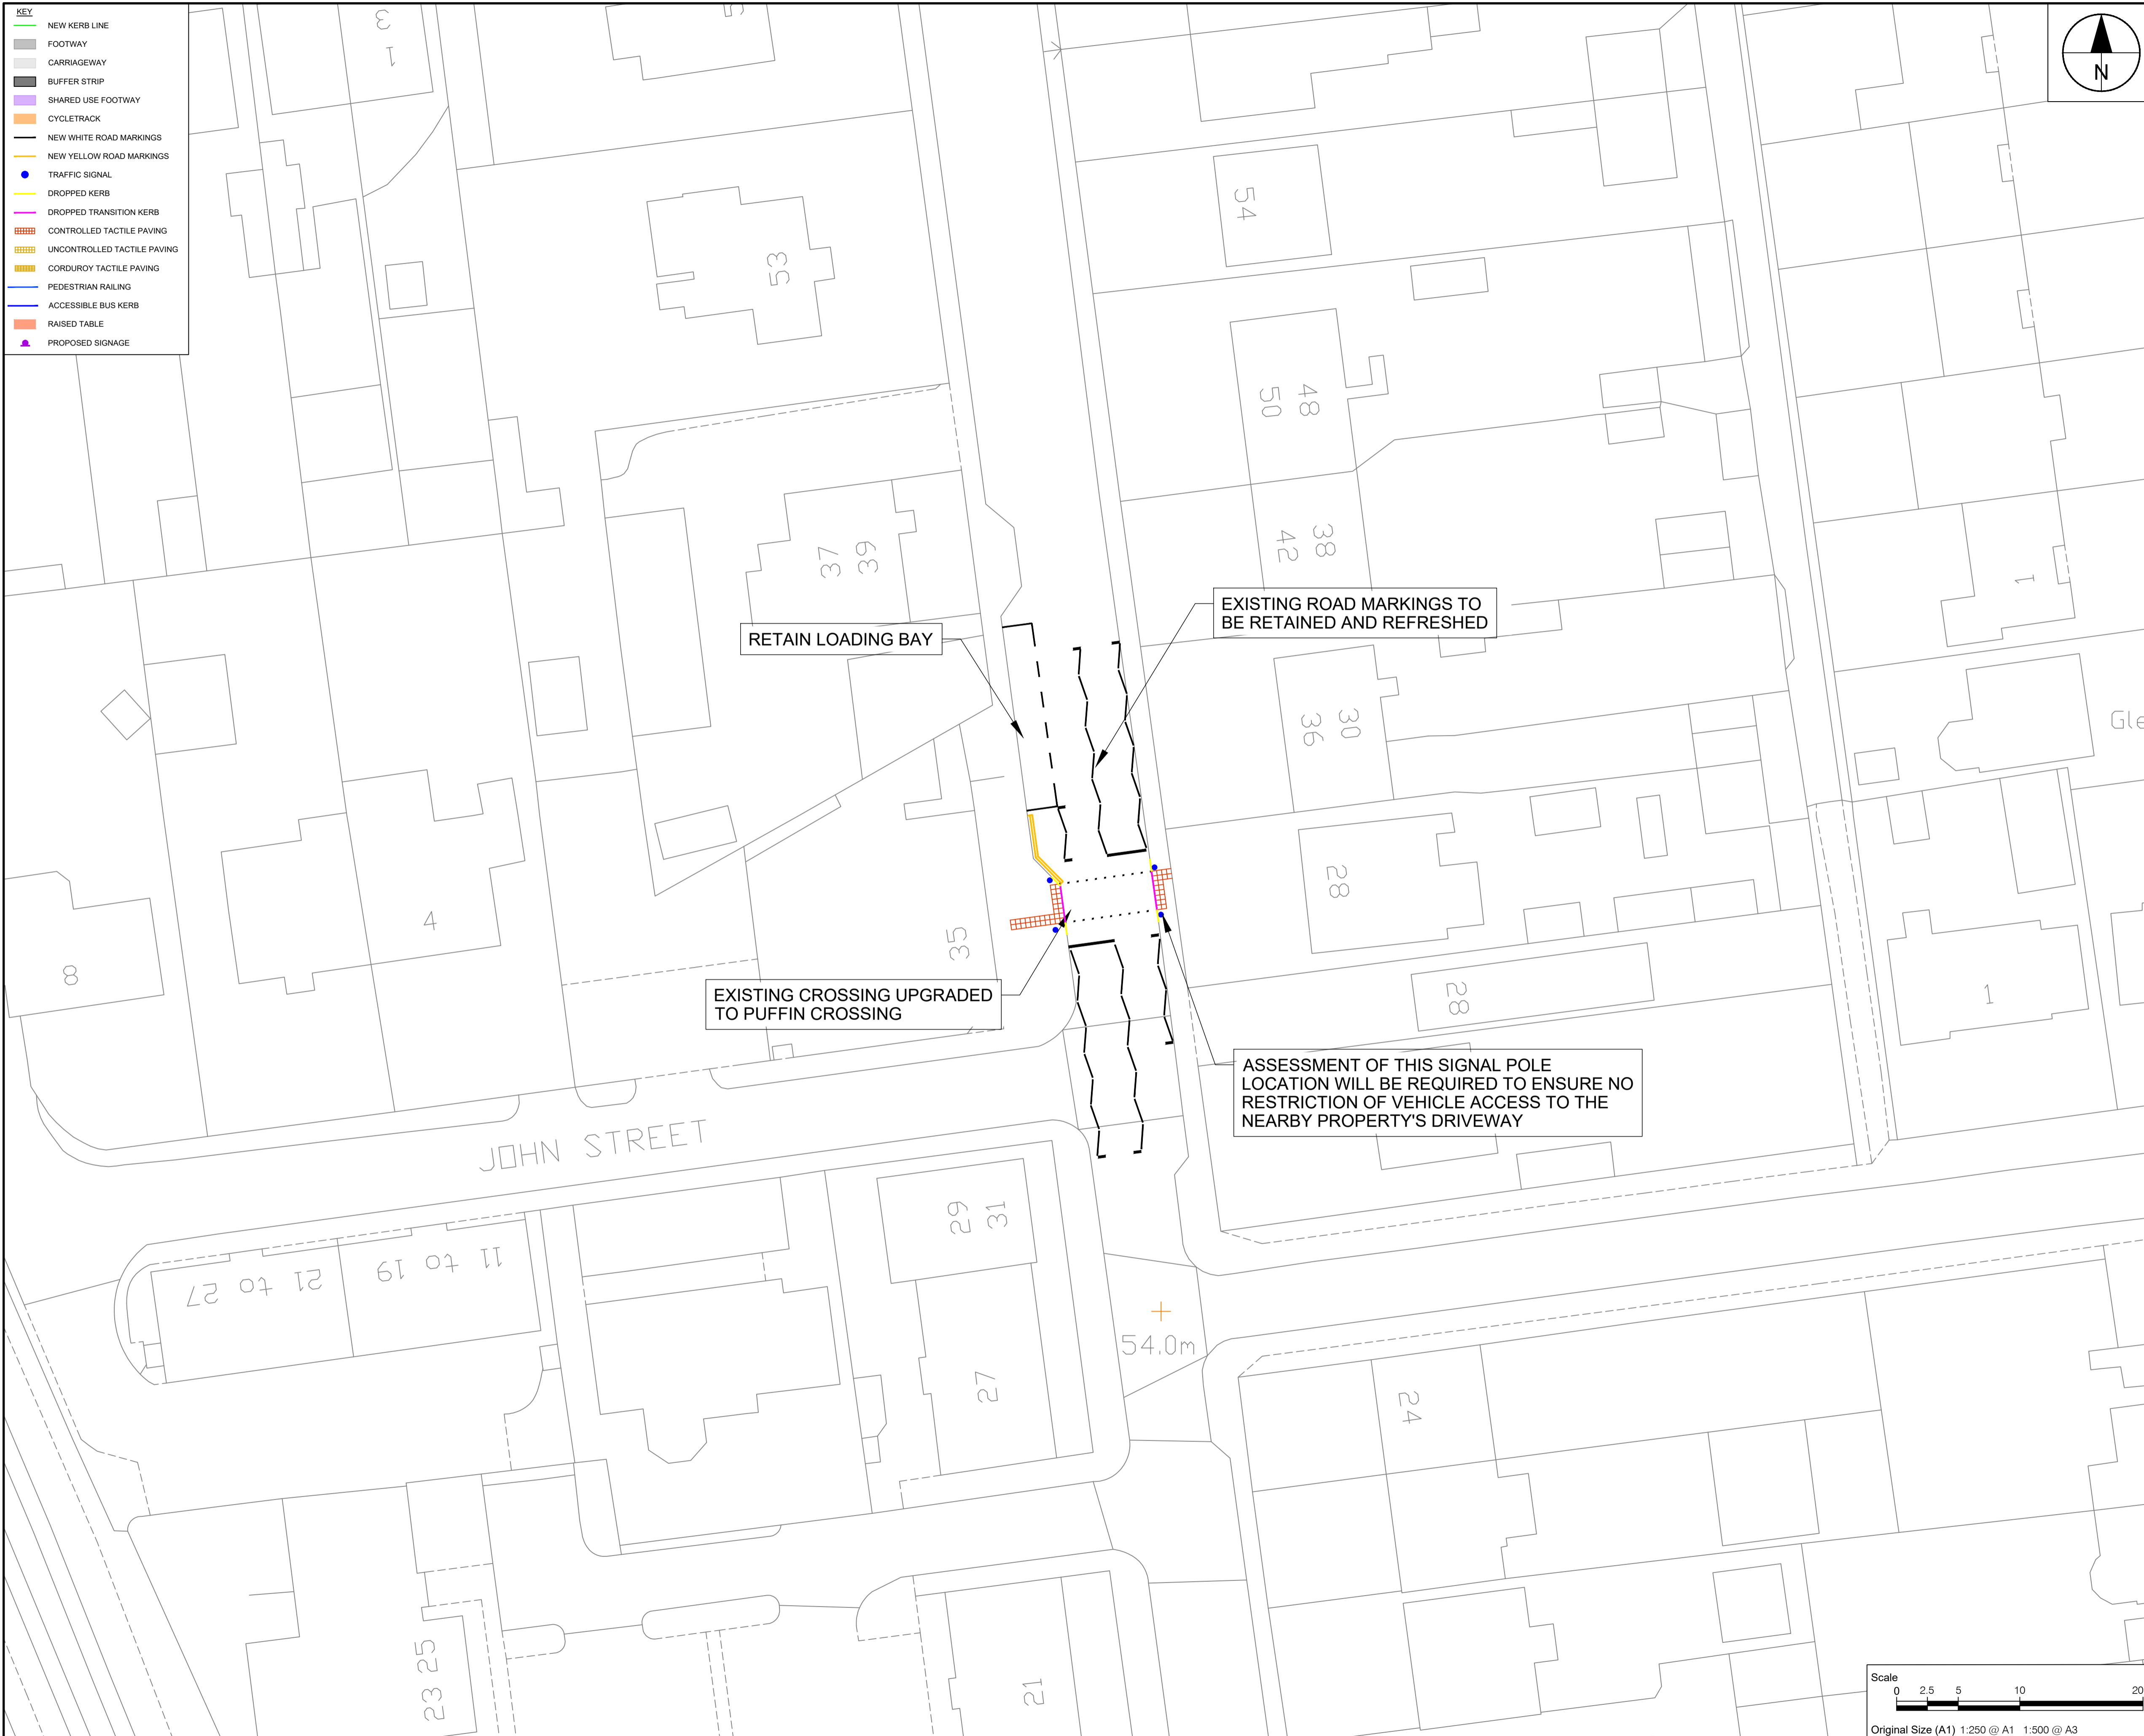 KEY
NEW KERB LINE
FOOTWAY
CARRIAGEWAY
BUFFER STRIP
SHARED USE FOOTWAY
CYCLETRACK
NEW WHITE ROAD MARKINGS
NEW YELLOW ROAD MARKINGS
TRAFFIC SIGNAL
DROPPED KERB
DROPPED TRANSITION KERB
CONTROLLED TACTILE PAVING
UNCONTROLLED TACTILE PAVING
CORDUROY TACTILE PAVING
PEDESTRIAN RAILING
ACCESSIBLE BUS KERB
RAISED TABLE
PROPOSED SIGNAGE
N
3
1
54
53
48
50
38
42
37
39
1
EXISTING ROAD MARKINGS TO
BE RETAINED AND REFRESHED
RETAIN LOADING BAY
30
36
Gle
28
4
35
8
28
1
EXISTING CROSSING UPGRADED
TO PUFFIN CROSSING
ASSESSMENT OF THIS SIGNAL POLE
LOCATION WILL BE REQUIRED TO ENSURE NO
RESTRICTION OF VEHICLE ACCESS TO THE
NEARBY PROPERTY'S DRIVEWAY
JOHN STREET
29
31
11 to 19
21 to 27
54.0m
27
24
23 25
21
Scale
0 2.5 5 10 20
Original Size (A1) 1:250 @ A1 1:500 @ A3